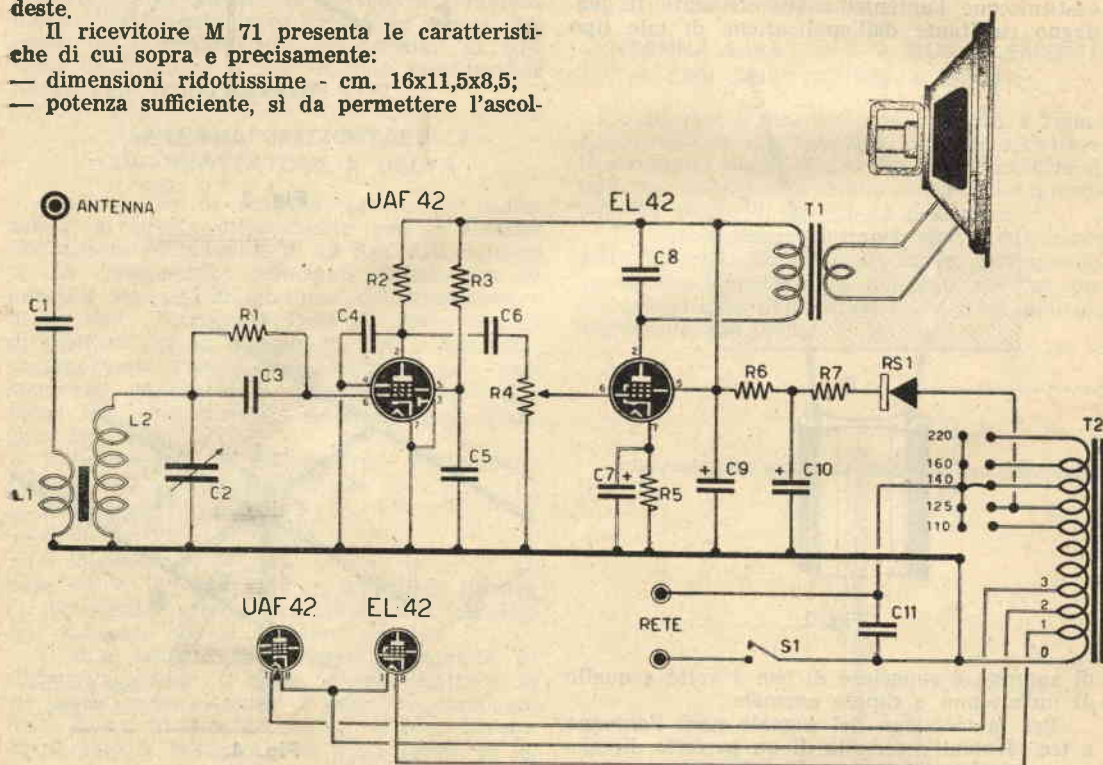 deste.
Il ricevitoire M 71 presenta le caratteristi-
che di cui sopra e precisamente:
— dimensioni ridottissime - cm. 16x11,5x8,5;
— potenza sufficiente, sì da permettere l'ascol-
ANTENNA
UAF 42
EL 42
T1
C1
R1
R2
R3
C3
C4
C6
C8
R4
R6
R7
RS1
L2
L1
C2
C5
C7
R5
C9
C10
T2
220
160
140
125
110
3
2
1
0
UAF 42
EL 42
RETE
C11
S1